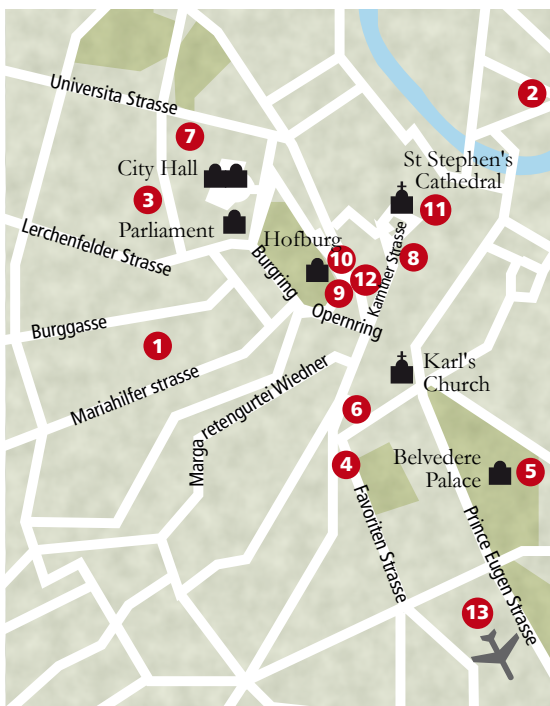 Universita Strasse
2
7
City Hall
St Stephen's
Cathedral
3
11
Parliament
Lerchenfelder Strasse
Hofburg
10
8
Kamtner Strasse
12
9
Burgring
Opernring
Burggasse
1
Karl's
Church
Mariahilfer strasse
Marga retengurtei Wiedner
6
4
Belvedere
Palace
5
Favoriten Strasse
Prince Eugen Strasse
13